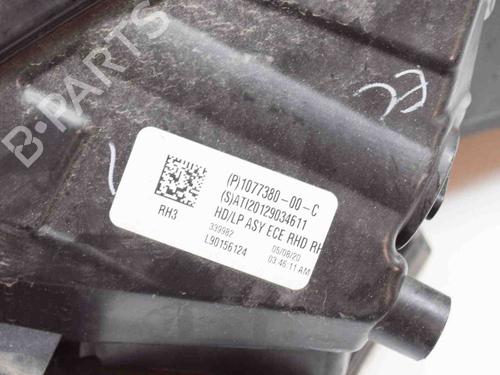 B-PARTS
(P)1077380-00-C
(S)ATI20129034611
HD/LP ASY ECE RHD RH
RH3
339982
05/08/20
L90156124
03:46:11 AM